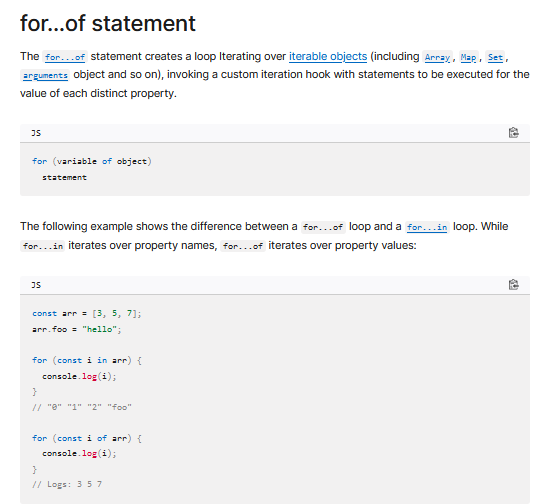 for...of statement
The for...of statement creates a loop Iterating over iterable objects (including Array, Map, Set,
arguments object and so on), invoking a custom iteration hook with statements to be executed for the
value of each distinct property.
JS
for (variable of object)
  statement
The following example shows the difference between a for...of loop and a for...in loop. While
for...in iterates over property names, for...of iterates over property values:
JS
const arr = [3, 5, 7];
arr.foo = "hello";
for (const i in arr) {
  console.log(i);
}
// "0" "1" "2" "foo"
for (const i of arr) {
  console.log(i);
}
// Logs: 3 5 7